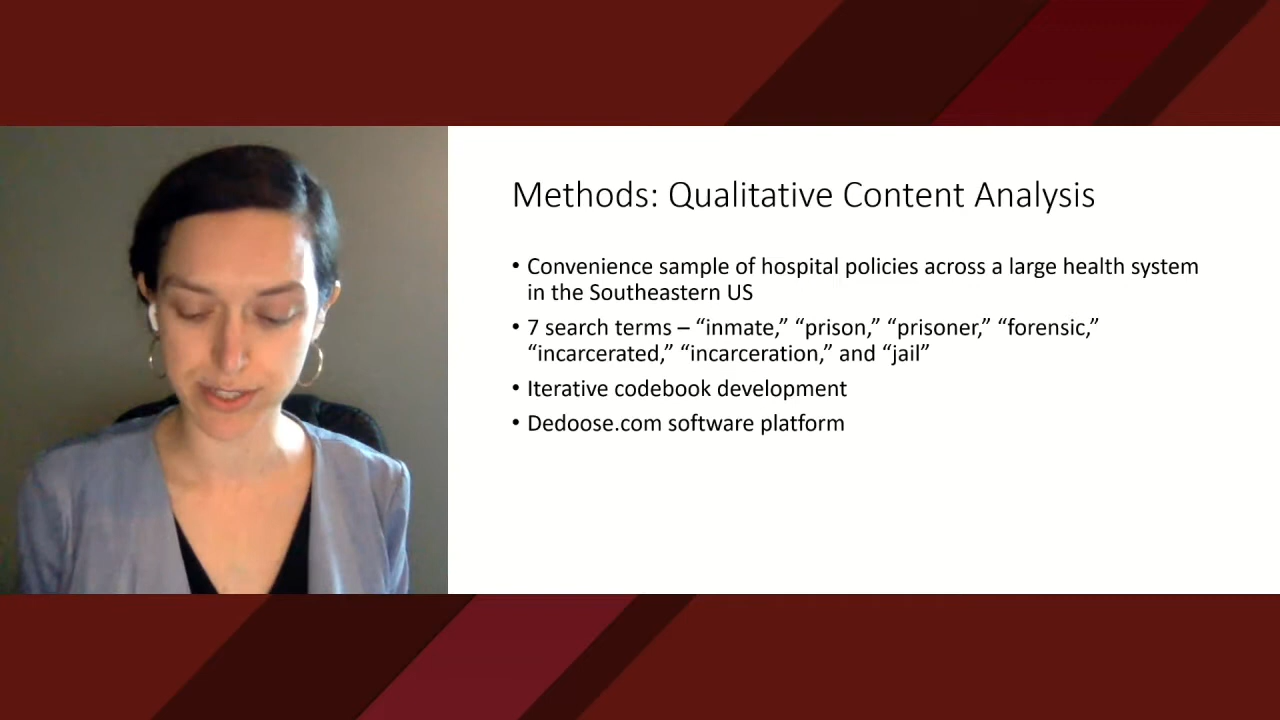 Methods: Qualitative Content Analysis
• Convenience sample of hospital policies across a large health system
in the Southeastern US
• 7 search terms – “inmate,” “prison,” “prisoner,” “forensic,”
“incarcerated,” “incarceration,” and “jail”
• Iterative codebook development
• Dedoose.com software platform